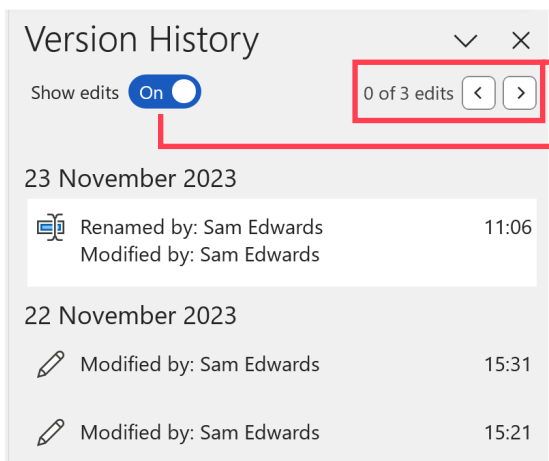 Version History
Show edits On 0 of 3 edits
23 November 2023
Renamed by: Sam Edwards 11:06
Modified by: Sam Edwards
22 November 2023
Modified by: Sam Edwards 15:31
Modified by: Sam Edwards 15:21